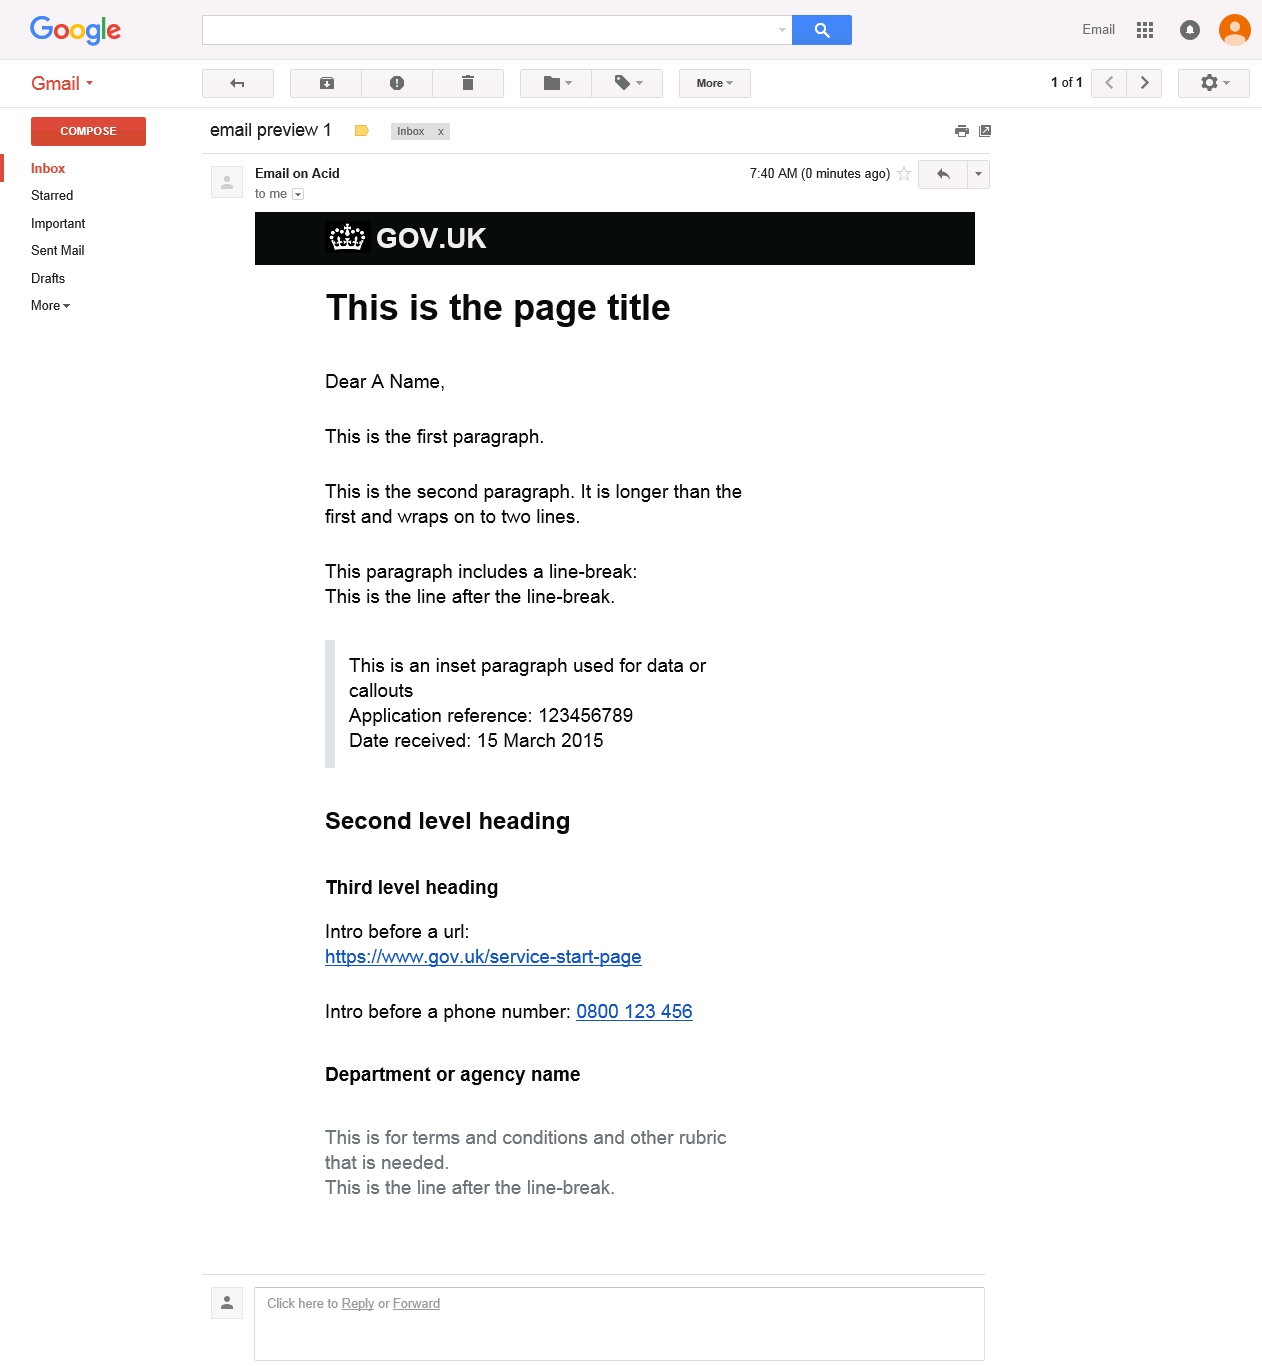 Google
Email
Gmail
More
1 of 1
COMPOSE
Inbox
Starred
Important
Sent Mail
Drafts
More
email preview 1
Inbox x
Email on Acid
7:40 AM (0 minutes ago)
to me
GOV.UK
This is the page title
Dear A Name,
This is the first paragraph.
This is the second paragraph. It is longer than the
first and wraps on to two lines.
This paragraph includes a line-break:
This is the line after the line-break.
This is an inset paragraph used for data or
callouts
Application reference: 123456789
Date received: 15 March 2015
Second level heading
Third level heading
Intro before a url:
https://www.gov.uk/service-start-page
Intro before a phone number: 0800 123 456
Department or agency name
This is for terms and conditions and other rubric
that is needed.
This is the line after the line-break.
Click here to Reply or Forward